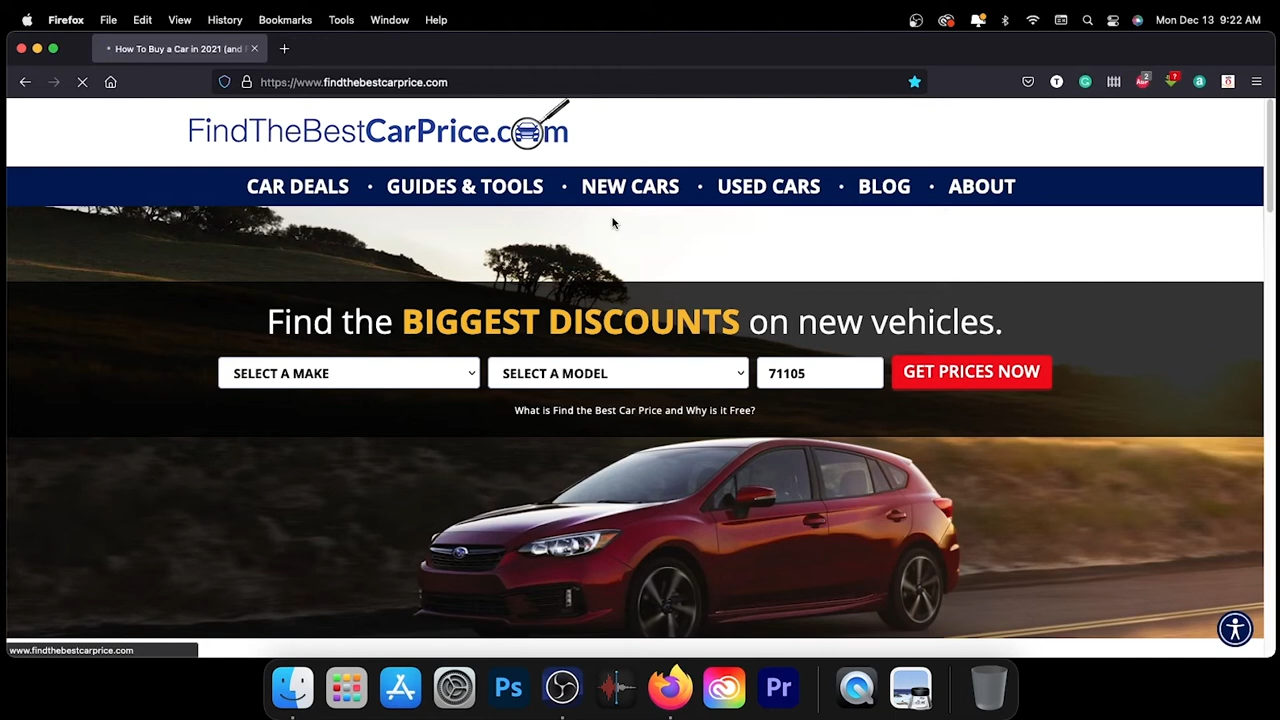 Firefox File Edit View History Bookmarks Tools Window Help Mon Dec 13 9:22 AM
How To Buy a Car in 2021 (and
https://www.findthebestcarprice.com
FindTheBestCarPrice.com
CAR DEALS • GUIDES & TOOLS • NEW CARS • USED CARS • BLOG • ABOUT
Find the BIGGEST DISCOUNTS on new vehicles.
SELECT A MAKE SELECT A MODEL 71105 GET PRICES NOW
What is Find the Best Car Price and Why is it Free?
www.findthebestcarprice.com
Ps Pr